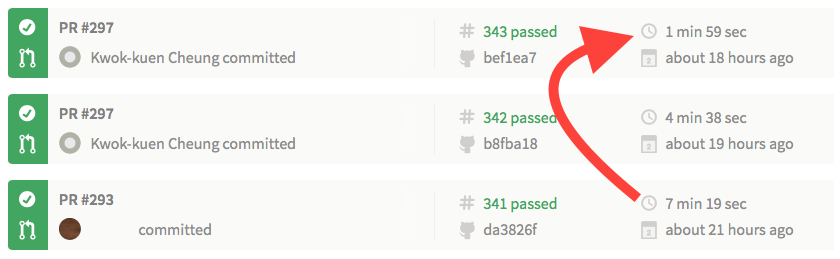 PR #297
343 passed
1 min 59 sec
Kwok-kuen Cheung committed
bef1ea7
about 18 hours ago
PR #297
342 passed
4 min 38 sec
Kwok-kuen Cheung committed
b8fba18
about 19 hours ago
PR #293
341 passed
7 min 19 sec
committed
da3826f
about 21 hours ago